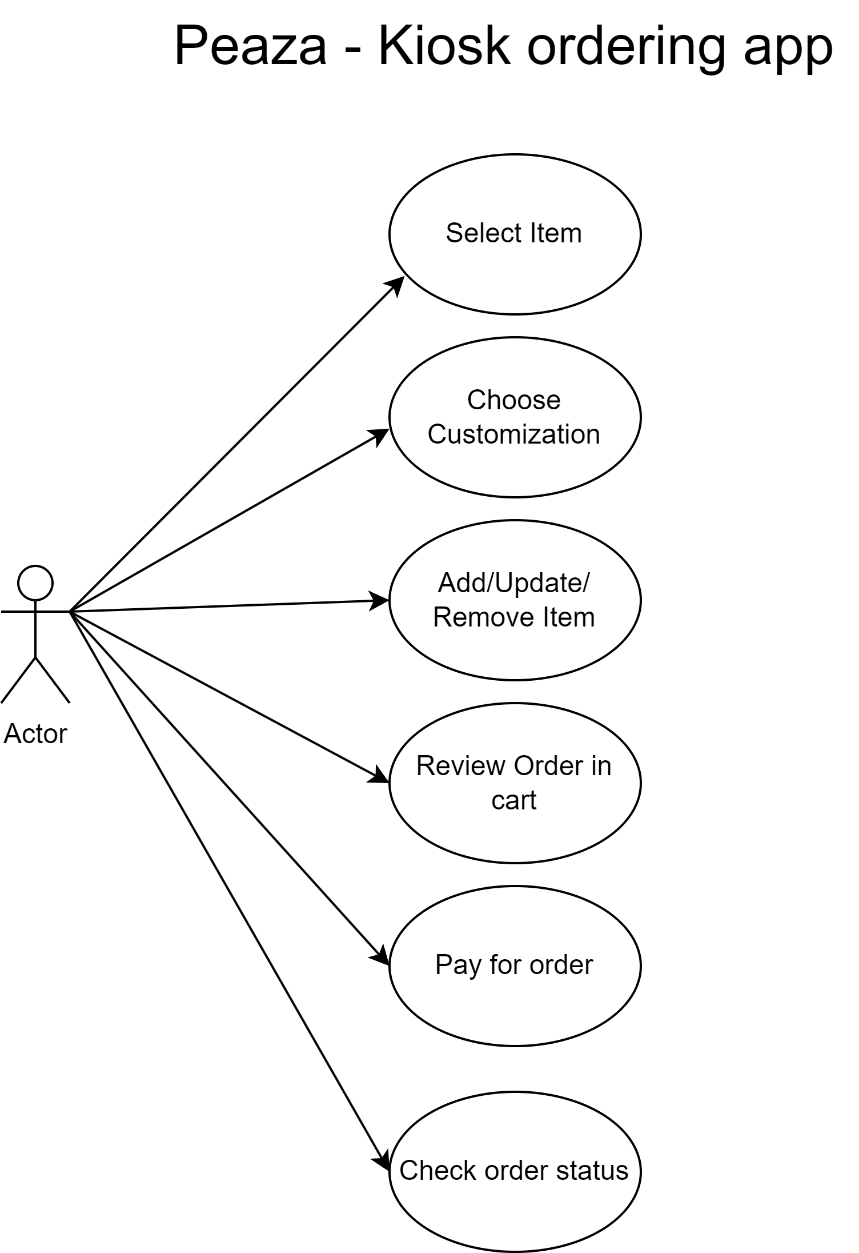 Peaza - Kiosk ordering app
Select Item
Choose
Customization
Add/Update/
Remove Item
Actor
Review Order in
cart
Pay for order
Check order status